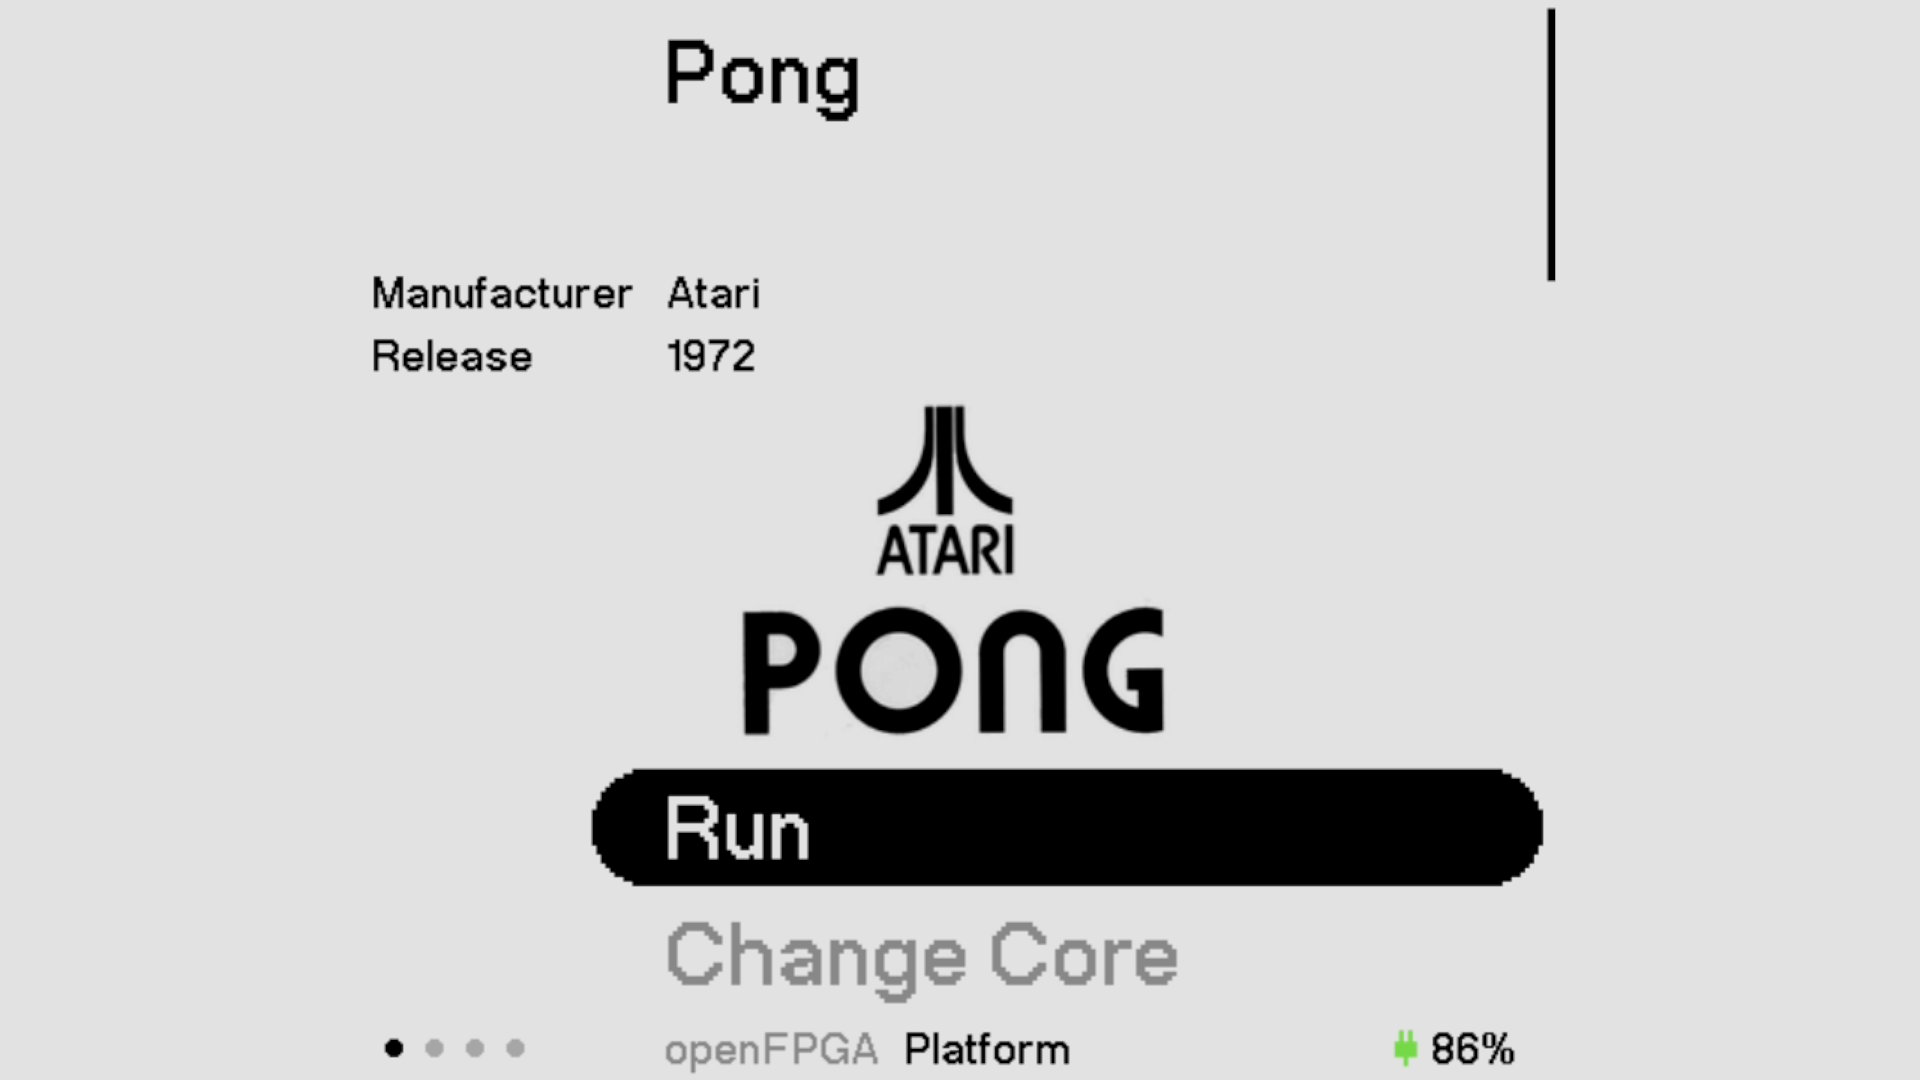 Pong
Manufacturer Atari
Release 1972
ATARI
PONG
Run
Change Core
openFPGA Platform 86%